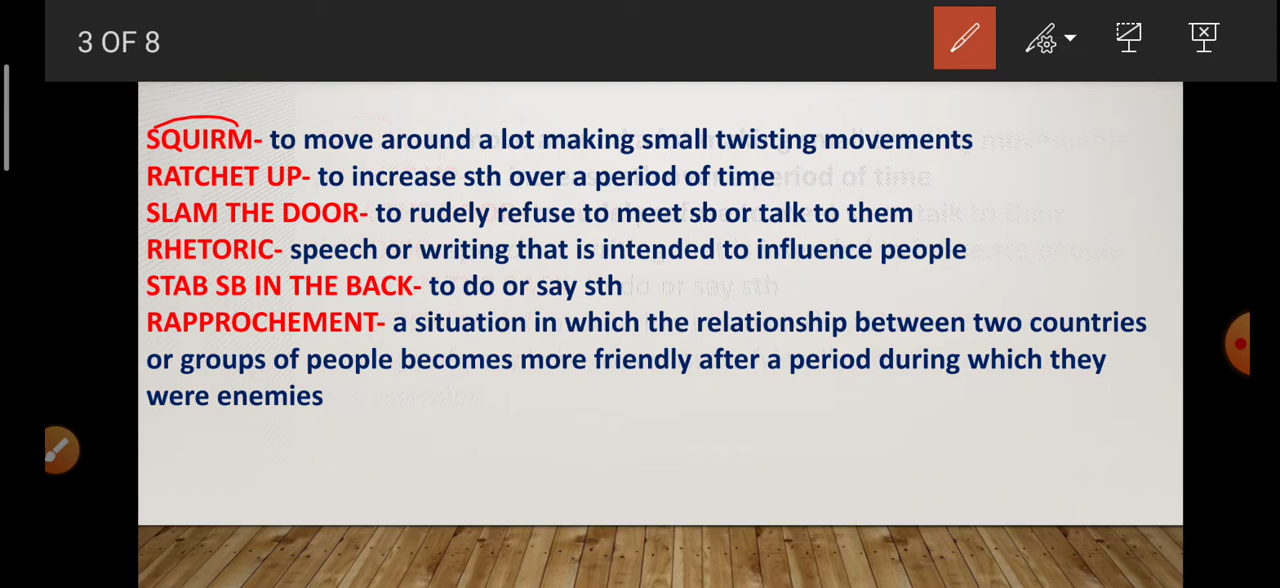 3 OF 8
SQUIRM- to move around a lot making small twisting movements
RATCHET UP- to increase sth over a period of time
SLAM THE DOOR- to rudely refuse to meet sb or talk to them
RHETORIC- speech or writing that is intended to influence people
STAB SB IN THE BACK- to do or say sth
RAPPROCHEMENT- a situation in which the relationship between two countries
or groups of people becomes more friendly after a period during which they
were enemies